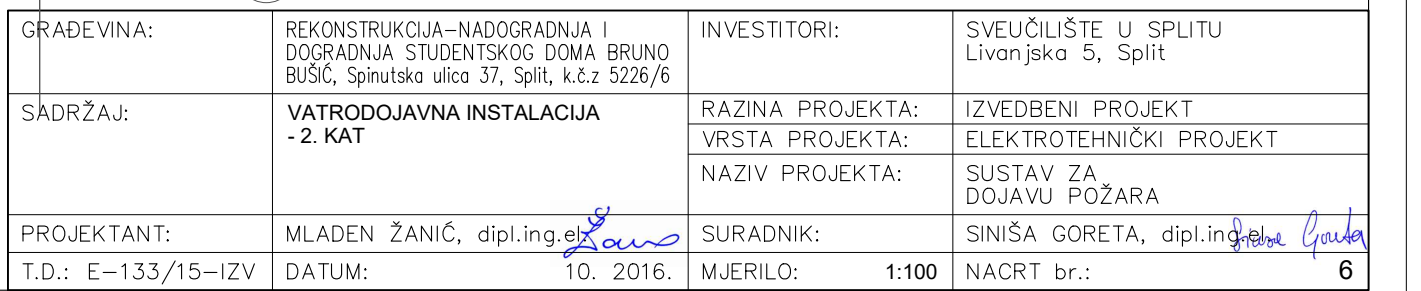 GRAĐEVINA:
REKONSTRUKCIJA-NADOGRADNJA I
DOGRADNJA STUDENTSKOG DOMA BRUNO
BUŠIĆ, Spinutska ulica 37, Split, k.č.z 5226/6
INVESTITORI:
SVEUČILIŠTE U SPLITU
Livanjska 5, Split
SADRŽAJ:
VATRODOJAVNA INSTALACIJA
- 2. KAT
RAZINA PROJEKTA:
IZVEDBENI PROJEKT
VRSTA PROJEKTA:
ELEKTROTEHNIČKI PROJEKT
NAZIV PROJEKTA:
SUSTAV ZA
DOJAVU POŽARA
PROJEKTANT:
MLADEN ŽANIĆ, dipl.ing.el.
SURADNIK:
SINIŠA GORETA, dipl.ing.el.
T.D.: E-133/15-IZV
DATUM:
10. 2016.
MJERILO:
1:100
NACRT br.:
6